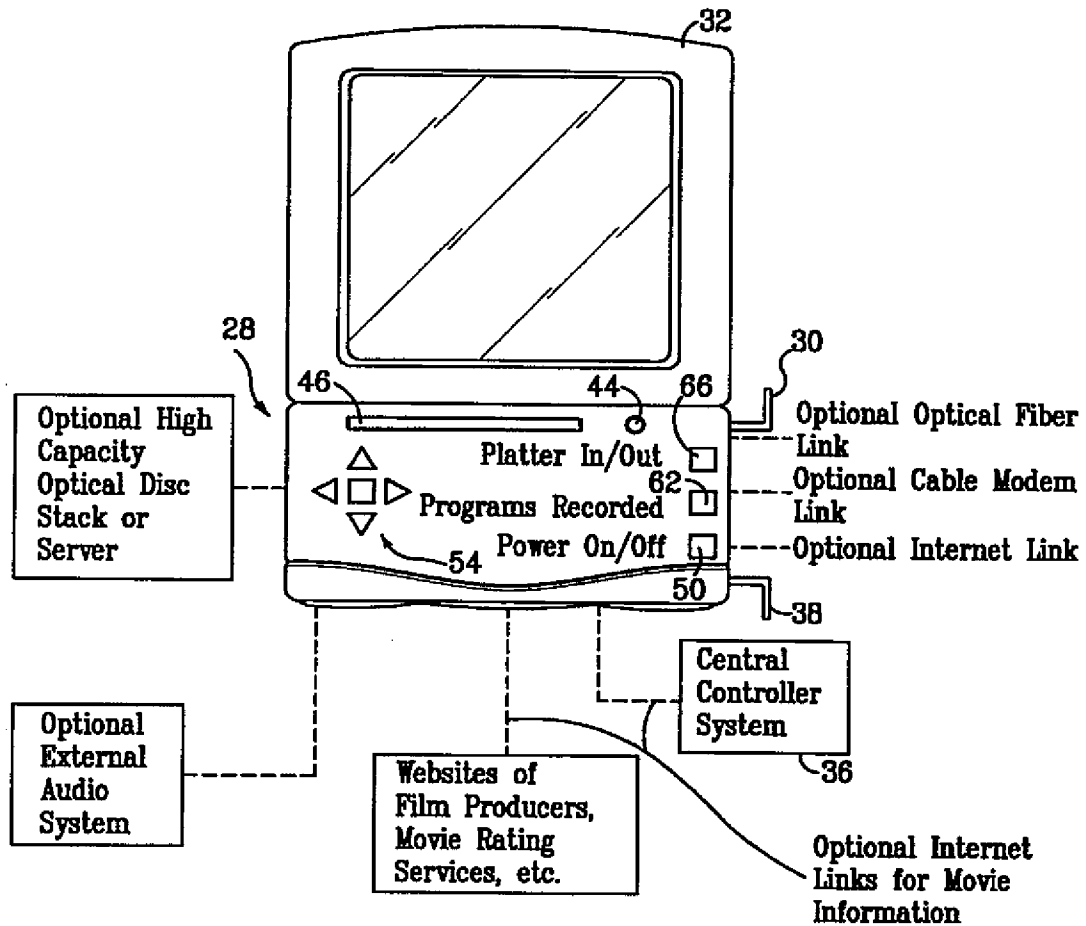 32
28
30
46
44
66
Optional High
Capacity
Optical Disc
Stack or
Server
Platter In/Out
Optional Optical Fiber
Link
62
Programs Recorded
Optional Cable Modem
Link
54
Power On/Off
50
Optional Internet Link
38
Optional
External
Audio
System
Websites of
Film Producers,
Movie Rating
Services, etc.
Central
Controller
System
36
Optional Internet
Links for Movie
Information